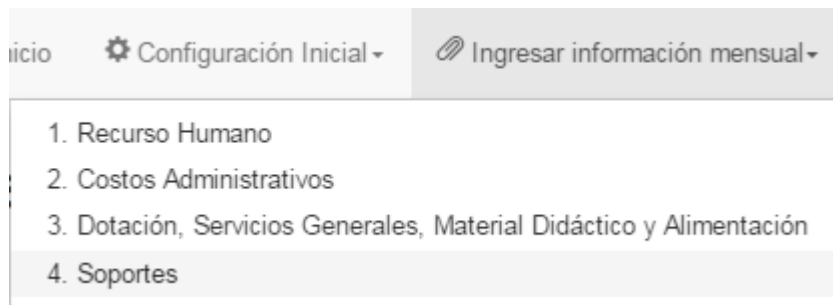 icio Configuración Inicial Ingresar información mensual
1. Recurso Humano
2. Costos Administrativos
3. Dotación, Servicios Generales, Material Didáctico y Alimentación
4. Soportes